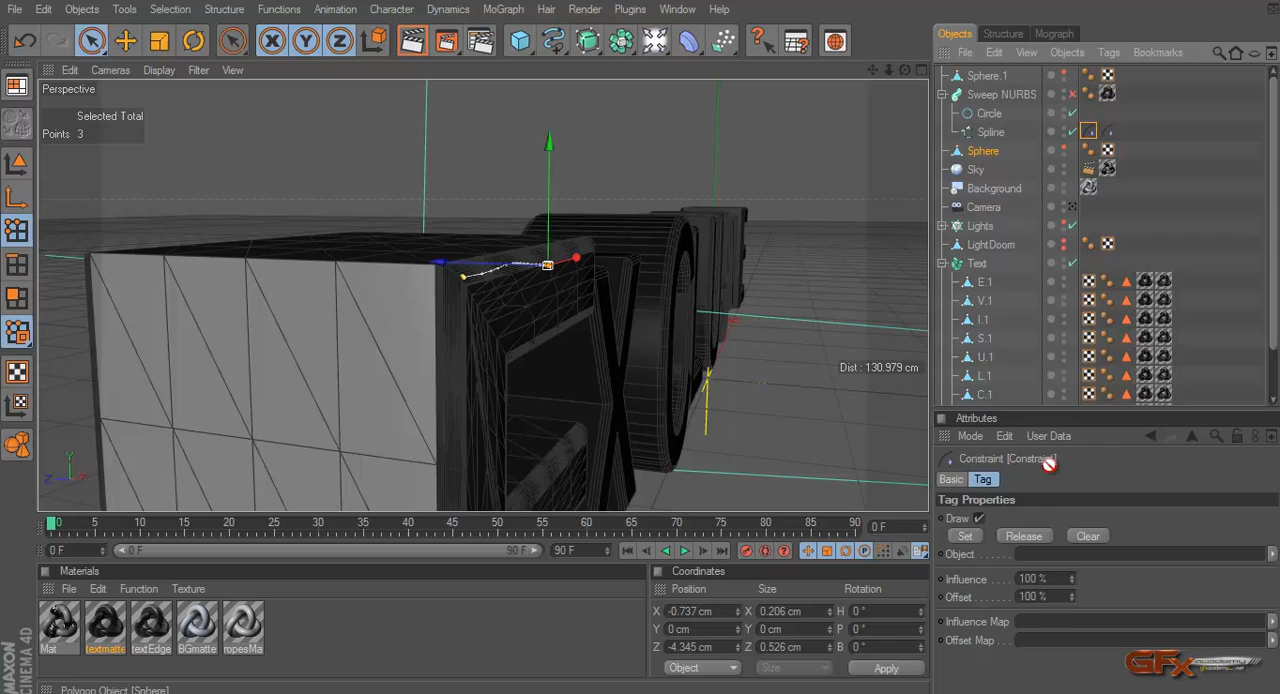 File Edit Objects Tools Selection Structure Functions Animation Character Dynamics MoGraph Hair Render Plugins Window Help
Edit Cameras Display Filter View
Perspective
Selected Total
Points 3
Dist : 130.979 cm
Objects Structure Mograph
File Edit View Objects Tags Bookmarks
Sphere.1
Sweep NURBS
Circle
Spline
Sphere
Sky
Background
Camera
Lights
LightDoom
Text
E.1
V.1
I.1
S.1
U.1
L.1
C.1
Attributes
Mode Edit User Data
Constraint [Constraint]
Basic Tag
Tag Properties
Draw
Set Release Clear
Object
Influence 100 %
Offset 100 %
Influence Map
Offset Map
0 5 10 15 20 25 30 35 40 45 50 55 60 65 70 75 80 85 90 0 F
0 F 0 F 90 F 90 F
Materials
File Edit Function Texture
Mat textmatte textEdge BGmatte ropesMa
Coordinates
Position Size Rotation
X -0.737 cm X 0.206 cm H 0 °
Y 0 cm Y 0 cm P 0 °
Z -4.345 cm Z 0.526 cm B 0 °
Object Size Apply
MAXON
CINEMA 4D
Polygon Object [Sphere]
GFx academy